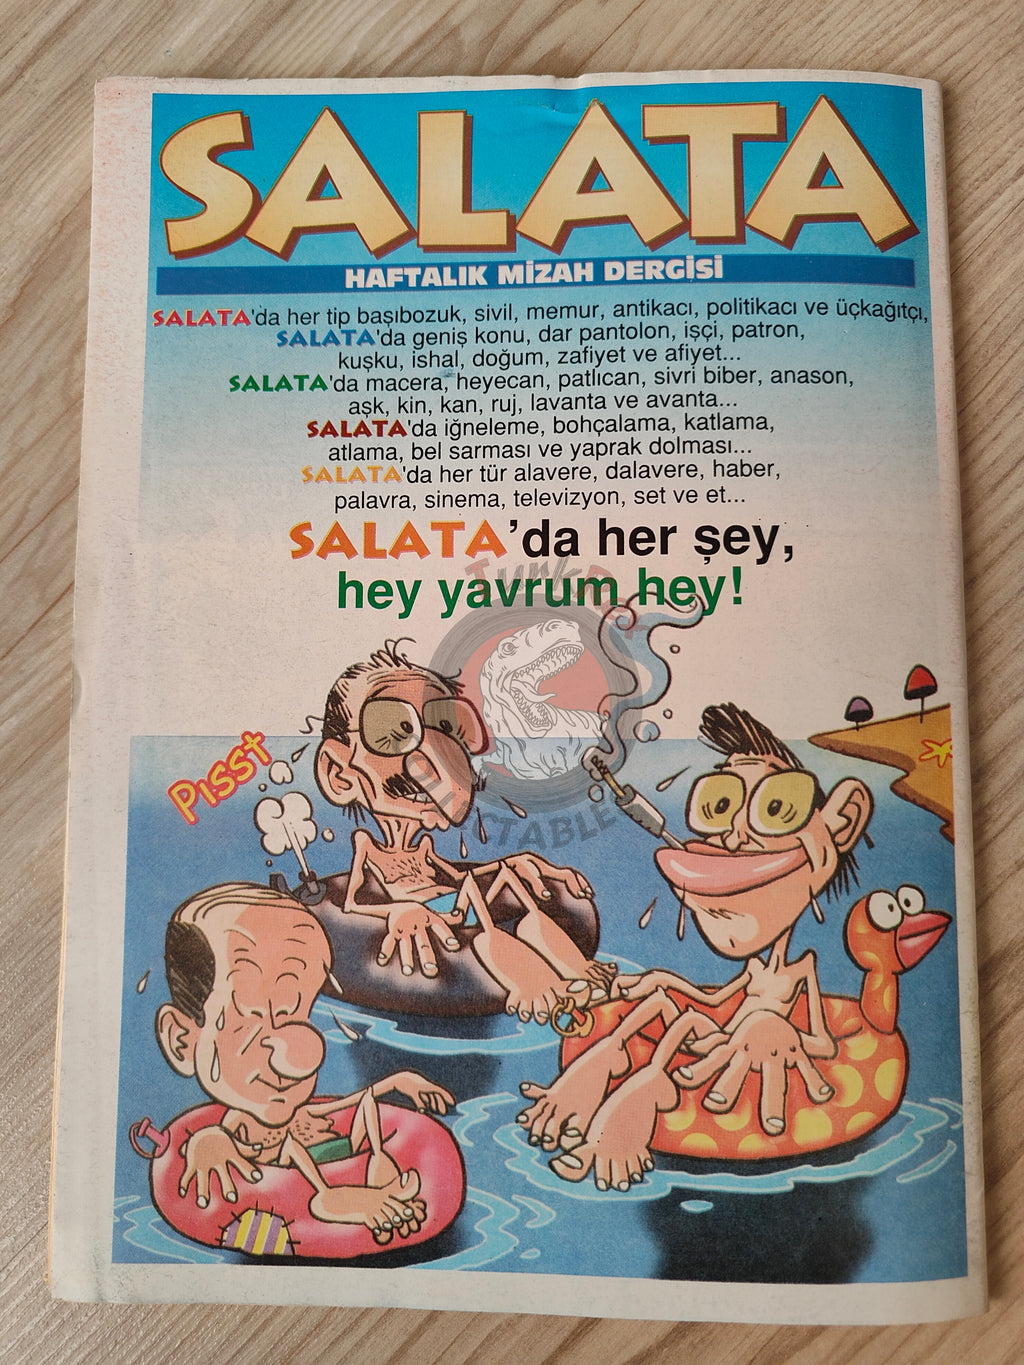 SALATA
HAFTALIK MİZAH DERGİSİ
SALATA'da her tip başıbozuk, sivil, memur, antikacı, politikacı ve üçkağıtçı,
SALATA'da geniş konu, dar pantolon, işçi, patron,
kuşku, ishal, doğum, zafiyet ve afiyet...
SALATA'da macera, heyecan, patlıcan, sivri biber, anason,
aşk, kin, kan, ruj, lavanta ve avanta...
SALATA'da iğneleme, bohçalama, katlama,
atlama, bel sarması ve yaprak dolması...
SALATA'da her tür alavere, dalavere, haber,
palavra, sinema, televizyon, set ve et...
SALATA'da her şey,
hey yavrum hey!
PISST